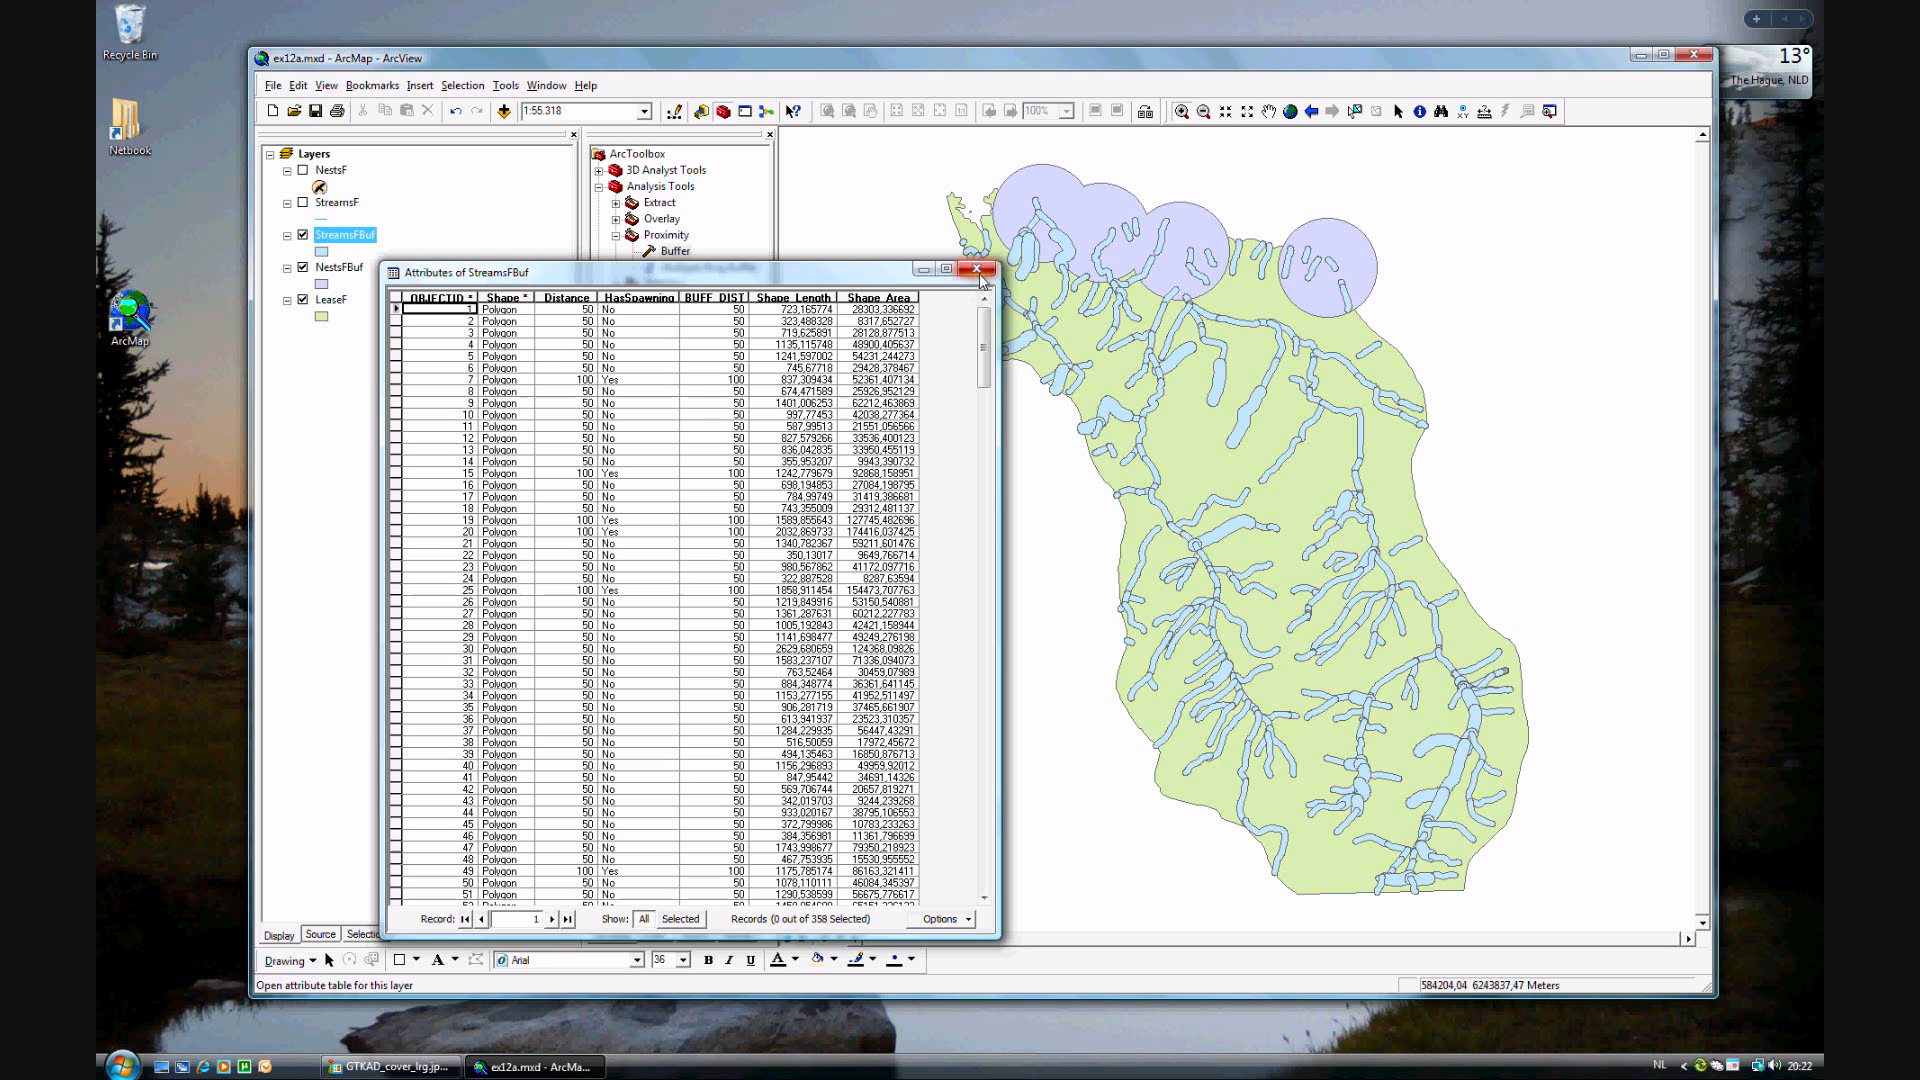 Recycle Bin
Netbook
ArcMap
13°
The Hague, NLD
ex12a.mxd - ArcMap - ArcView
File Edit View Bookmarks Insert Selection Tools Window Help
1:55.318
100%
Layers
NestsF
StreamsF
StreamsFBuf
NestsFBuf
LeaseF
ArcToolbox
3D Analyst Tools
Analysis Tools
Extract
Overlay
Proximity
Buffer
Attributes of StreamsFBuf
OBJECTID * Shape * Distance HasSpawning BUFF_DIST Shape_Length Shape_Area
1 Polygon 50 No 50 723,165774 28303,336692
2 Polygon 50 No 50 323,488328 8317,652727
3 Polygon 50 No 50 719,625891 28128,877513
4 Polygon 50 No 50 1135,115748 48900,405637
5 Polygon 50 No 50 1241,597002 54231,244273
6 Polygon 50 No 50 745,67718 29428,378467
7 Polygon 100 Yes 100 837,309434 52361,407134
8 Polygon 50 No 50 674,471589 25926,952129
9 Polygon 50 No 50 1401,006253 62212,463869
10 Polygon 50 No 50 997,77453 42038,277364
11 Polygon 50 No 50 587,99513 21551,056566
12 Polygon 50 No 50 827,579266 33536,400123
13 Polygon 50 No 50 836,042835 33950,455119
14 Polygon 50 No 50 355,953207 9943,390732
15 Polygon 100 Yes 100 1242,779679 92868,158951
16 Polygon 50 No 50 698,194853 27084,198795
17 Polygon 50 No 50 784,99749 31419,386681
18 Polygon 50 No 50 743,355009 29312,481137
19 Polygon 100 Yes 100 1589,855643 127745,482696
20 Polygon 100 Yes 100 2032,869733 174416,037425
21 Polygon 50 No 50 1340,782367 59211,601476
22 Polygon 50 No 50 350,13017 9649,766714
23 Polygon 50 No 50 980,567862 41172,097716
24 Polygon 50 No 50 322,887528 8287,63594
25 Polygon 100 Yes 100 1858,911454 154473,707763
26 Polygon 50 No 50 1219,849916 53150,540881
27 Polygon 50 No 50 1361,287631 60212,227783
28 Polygon 50 No 50 1005,192843 42421,158944
29 Polygon 50 No 50 1141,698477 49249,276198
30 Polygon 50 No 50 2629,680659 124368,09826
31 Polygon 50 No 50 1583,237107 71336,094073
32 Polygon 50 No 50 763,52464 30459,07989
33 Polygon 50 No 50 884,348774 36361,641145
34 Polygon 50 No 50 1153,277155 41952,511497
35 Polygon 50 No 50 906,281719 37465,661907
36 Polygon 50 No 50 613,941937 23523,310357
37 Polygon 50 No 50 1284,229935 56447,43291
38 Polygon 50 No 50 516,50059 17972,45672
39 Polygon 50 No 50 494,135463 16850,876713
40 Polygon 50 No 50 1156,296893 49959,92012
41 Polygon 50 No 50 847,95442 34691,14326
42 Polygon 50 No 50 569,706744 20657,819271
43 Polygon 50 No 50 342,019703 9244,239268
44 Polygon 50 No 50 933,020167 38795,106553
45 Polygon 50 No 50 372,799986 10783,233263
46 Polygon 50 No 50 384,356981 11361,796699
47 Polygon 50 No 50 1743,998677 79350,218923
48 Polygon 50 No 50 467,753935 15530,955552
49 Polygon 100 Yes 100 1175,785174 86163,321411
50 Polygon 50 No 50 1078,110111 46084,345397
51 Polygon 50 No 50 1290,538599 56675,776617
Record: 1 Show: All Selected Records (0 out of 358 Selected) Options
Display Source Selecti
Drawing A Arial 36 B I U A
Open attribute table for this layer
584204,04 6243837,47 Meters
GTKAD_cover_lrg.jp...
ex12a.mxd - ArcMa...
NL
20:22